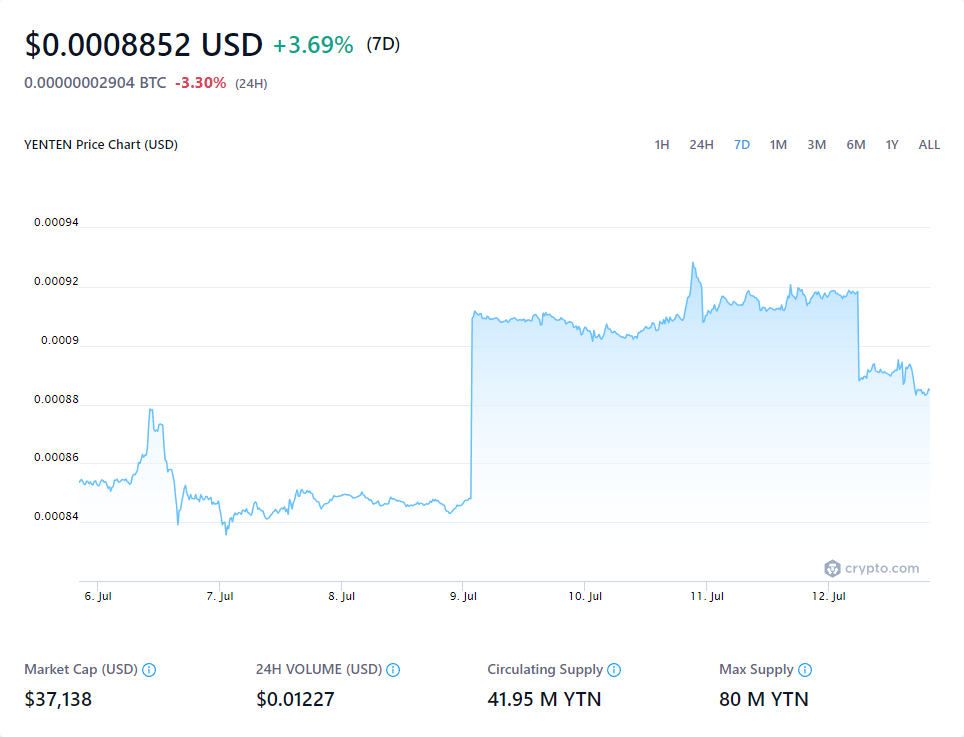 $0.0008852 USD +3.69% (7D)
0.00000002904 BTC -3.30% (24H)
YENTEN Price Chart (USD) 1H 24H 7D 1M 3M 6M 1Y ALL
0.00094
0.00092
0.0009
0.00088
0.00086
0.00084
crypto.com
6. Jul 7. Jul 8. Jul 9. Jul 10. Jul 11. Jul 12. Jul
Market Cap (USD) 24H VOLUME (USD) Circulating Supply Max Supply
$37,138 $0.01227 41.95 M YTN 80 M YTN